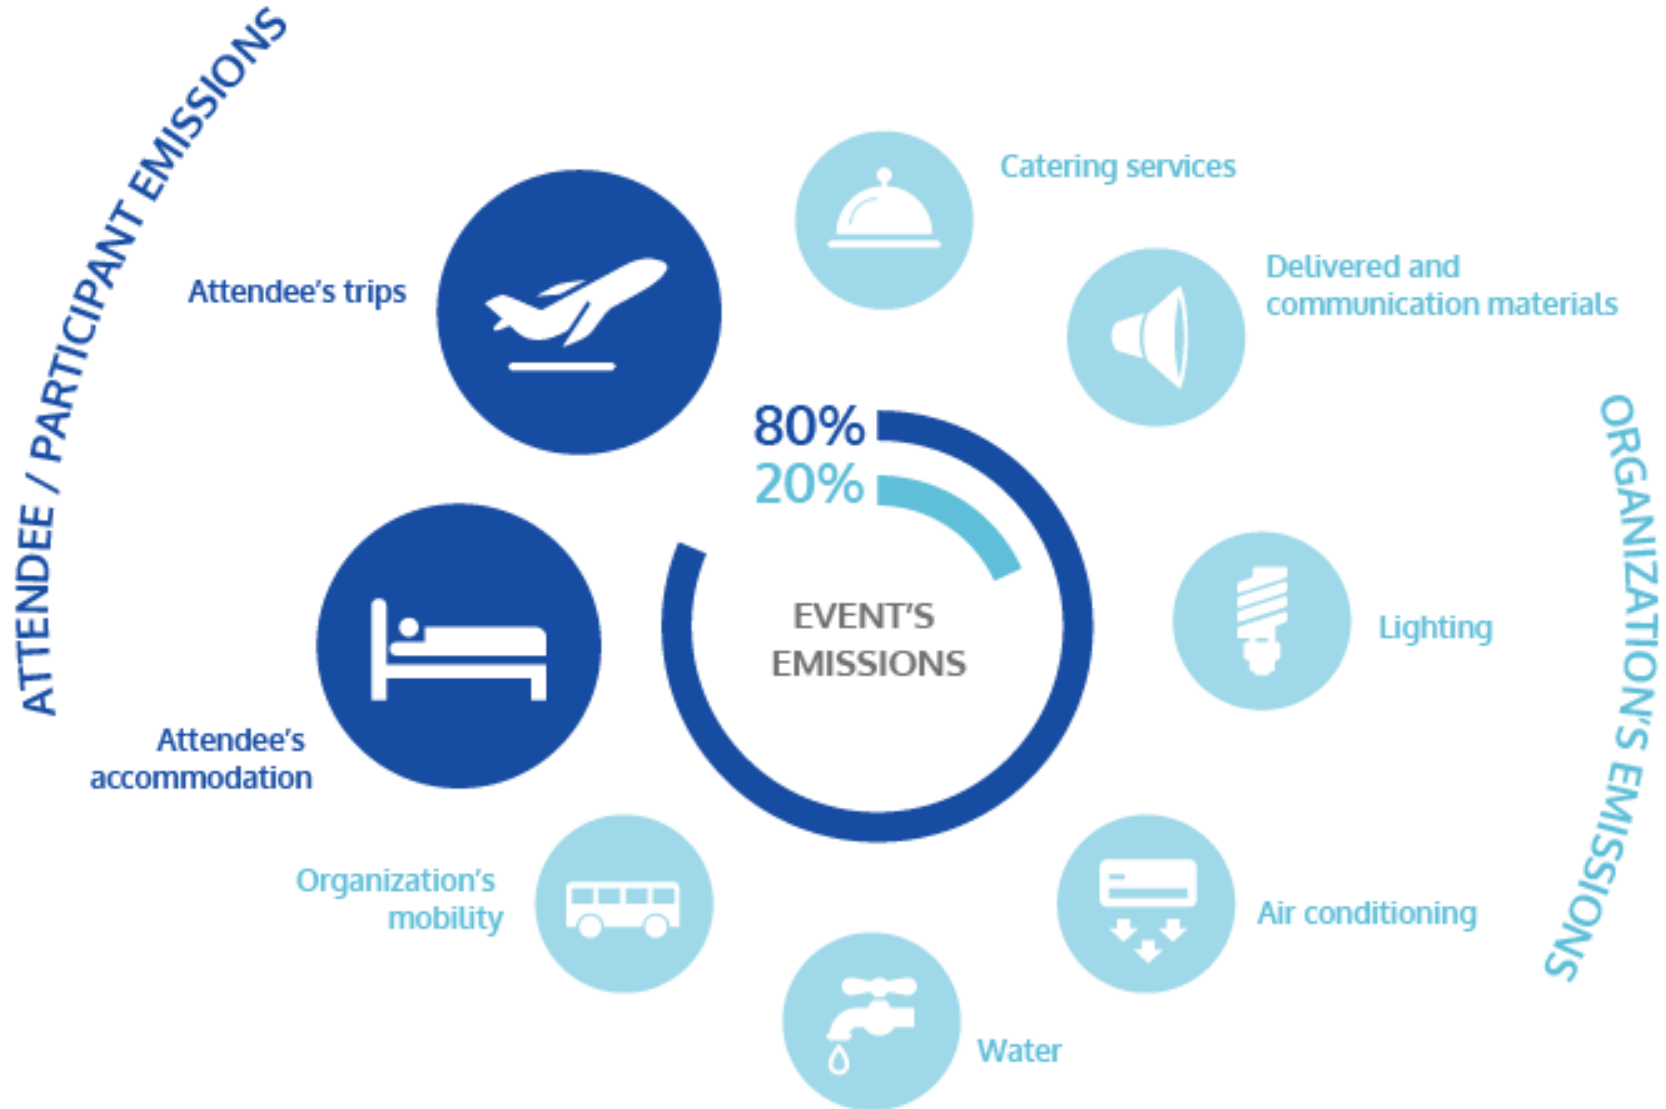 ATTENDEE / PARTICIPANT EMISSIONS
Attendee's trips
Attendee's
accommodation
Catering services
Delivered and
communication materials
80%
20%
EVENT'S
EMISSIONS
Lighting
Air conditioning
Water
Organization's
mobility
ORGANIZATION'S EMISSIONS